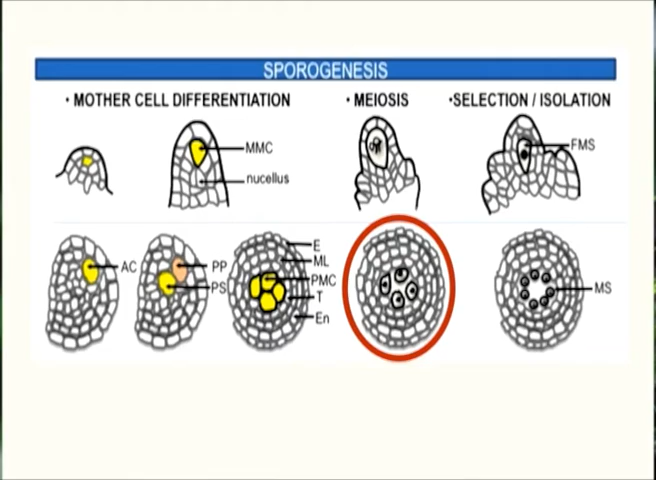 SPOROGENESIS
• MOTHER CELL DIFFERENTIATION
• MEIOSIS
•SELECTION / ISOLATION
MMC
nucellus
FMS
AC
PP
PS
E
ML
PMC
T
En
MS